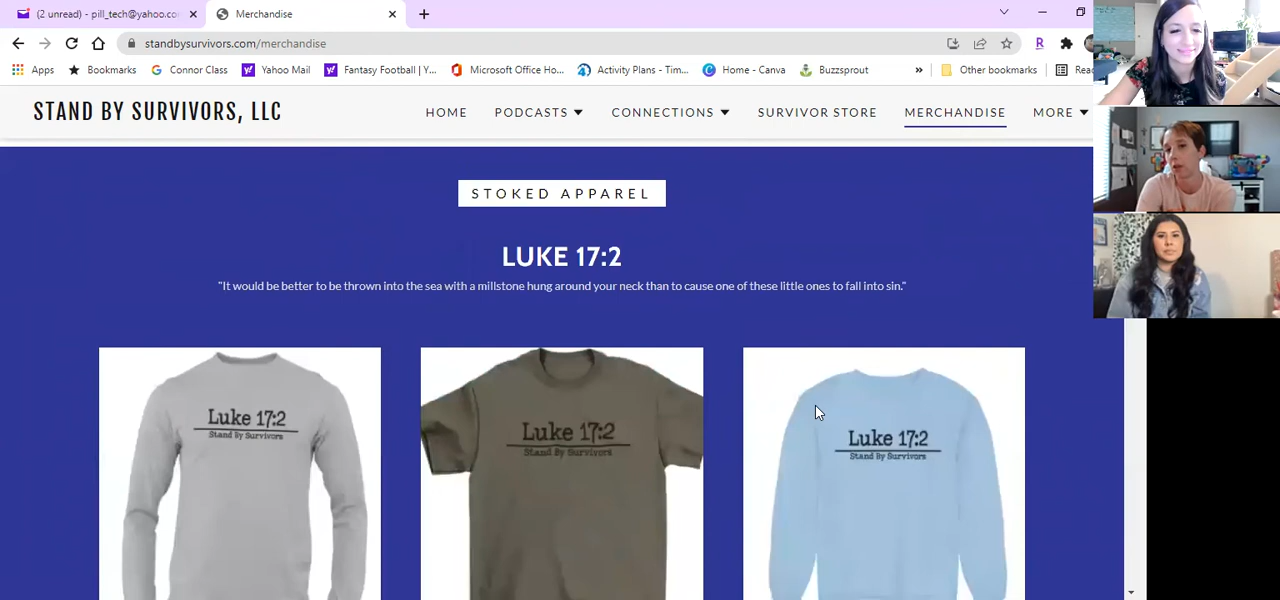 (2 unread) - pill_tech@yahoo.co
Merchandise
standbysurvivors.com/merchandise
Apps
Bookmarks
Connor Class
Yahoo Mail
Fantasy Football | Y...
Microsoft Office Ho...
Activity Plans - Tim...
Home - Canva
Buzzsprout
»
Other bookmarks
Rea
STAND BY SURVIVORS, LLC
HOME
PODCASTS
CONNECTIONS
SURVIVOR STORE
MERCHANDISE
MORE
STOKED APPAREL
LUKE 17:2
"It would be better to be thrown into the sea with a millstone hung around your neck than to cause one of these little ones to fall into sin."
Luke 17:2
Stand By Survivors
Luke 17:2
Stand By Survivors
Luke 17:2
Stand By Survivors